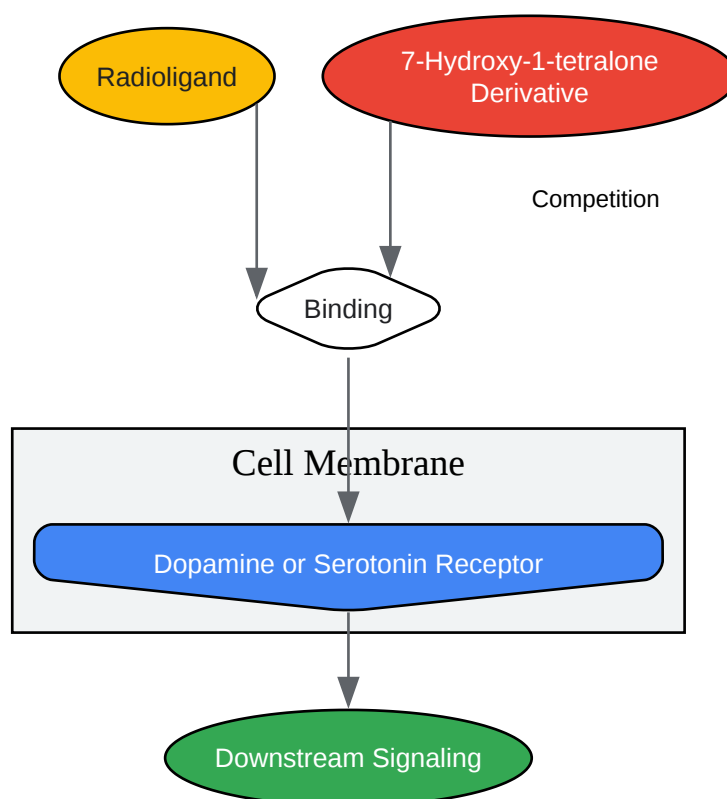 Radioligand
7-Hydroxy-1-tetralone
Derivative
Competition
Binding
Cell Membrane
Dopamine or Serotonin Receptor
Downstream Signaling